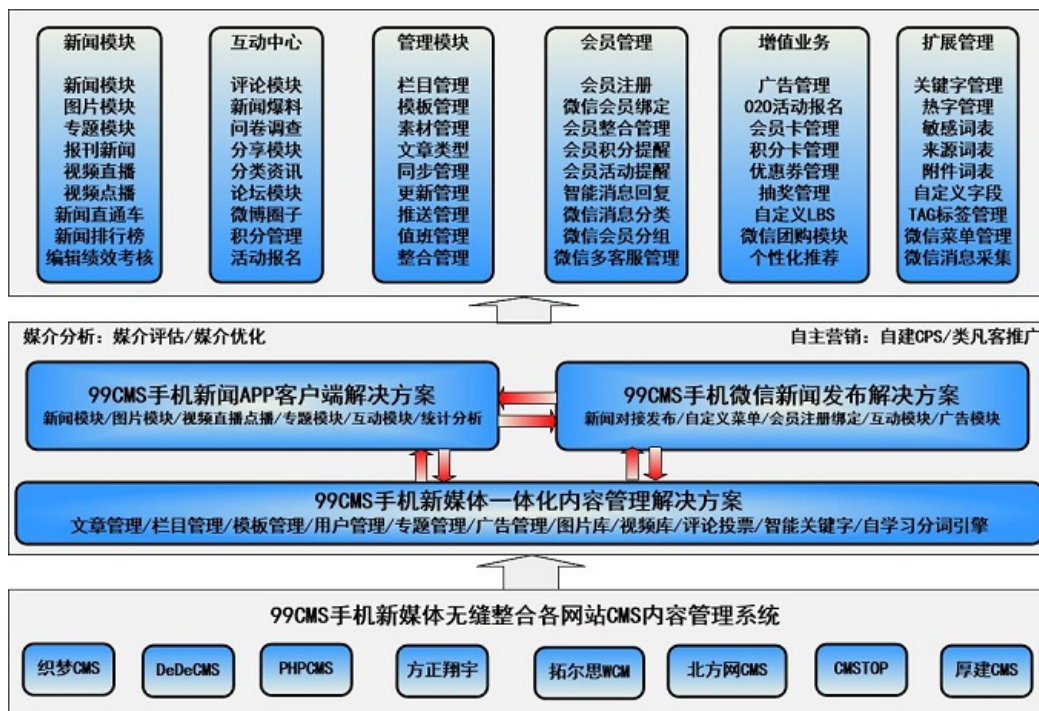 新闻模块
新闻模块
图片模块
专题模块
报刊新闻
视频直播
视频点播
新闻直通车
新闻排行榜
编辑绩效考核
互动中心
评论模块
新闻爆料
问卷调查
分享模块
分类资讯
论坛模块
微博圈子
积分管理
活动报名
管理模块
栏目管理
模板管理
素材管理
文章类型
同步管理
更新管理
推送管理
值班管理
整合管理
会员管理
会员注册
微信会员绑定
会员整合管理
会员积分提醒
会员活动提醒
智能消息回复
微信消息分类
微信会员分组
微信多客服管理
增值业务
广告管理
O2O活动报名
会员卡管理
积分卡管理
优惠券管理
抽奖管理
自定义LBS
微信团购模块
个性化推荐
扩展管理
关键字管理
热字管理
敏感词表
来源词表
附件词表
自定义字段
TAG标签管理
微信菜单管理
微信消息采集
媒介分析：媒介评估/媒介优化
自主营销：自建CPS/类凡客推广
99CMS手机新闻APP客户端解决方案
新闻模块/图片模块/视频直播点播/专题模块/互动模块/统计分析
99CMS手机微信新闻发布解决方案
新闻对接发布/自定义菜单/会员注册绑定/互动模块/广告模块
99CMS手机新媒体一体化内容管理解决方案
文章管理/栏目管理/模板管理/用户管理/专题管理/广告管理/图片库/视频库/评论投票/智能关键字/自学习分词引擎
99CMS手机新媒体无缝整合各网站CMS内容管理系统
织梦CMS
DeDeCMS
PHPCMS
方正翔宇
拓尔思WCM
北方网CMS
CMSTOP
厚建CMS